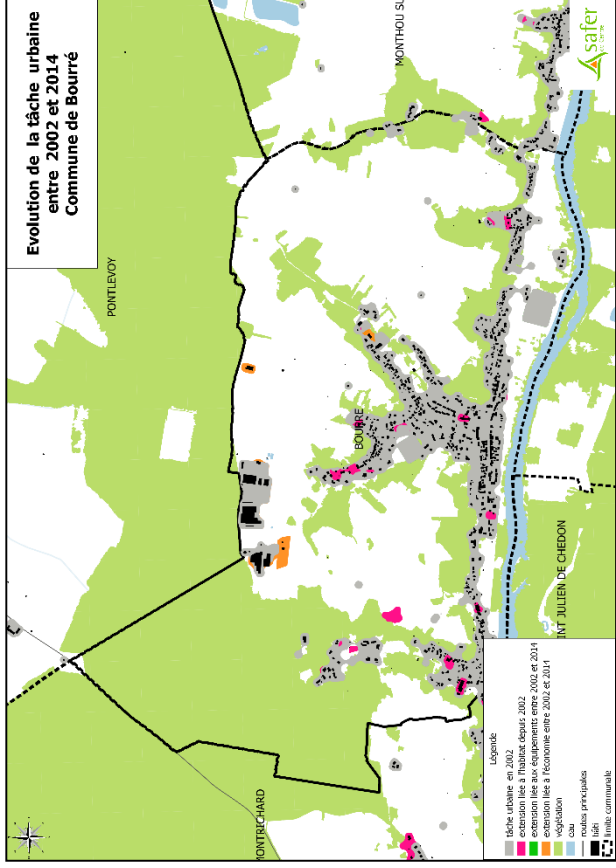 Evolution de la tâche urbaine
entre 2002 et 2014
Commune de Bourré
safer
MONTHOU SU
PONTLEVOY
BOURRE
MONTRICHARD
INT JULIEN DE CHEDON
Légende
tâche urbaine en 2002
extension liée à l'habitat depuis 2002
extension liée aux équipements entre 2002 et 2014
extension liée à l'économie entre 2002 et 2014
végétation
eau
routes principales
bâti
limite communale